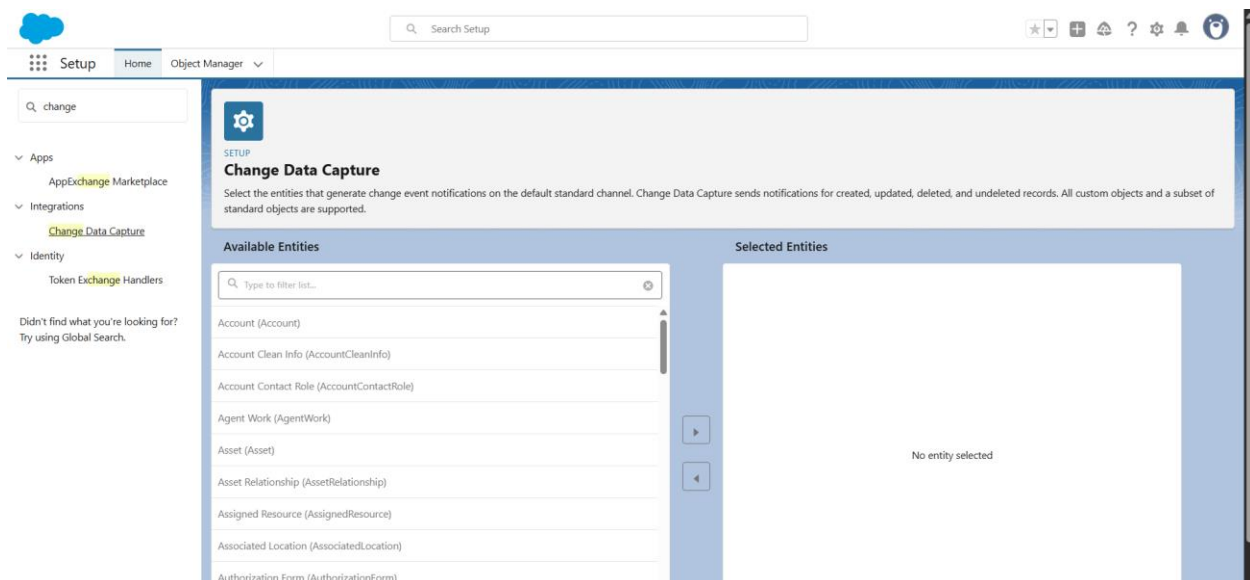 Search Setup
Setup
Home
Object Manager
change
Apps
AppExchange Marketplace
Integrations
Change Data Capture
Identity
Token Exchange Handlers
Didn't find what you're looking for?
Try using Global Search.
SETUP
Change Data Capture
Select the entities that generate change event notifications on the default standard channel. Change Data Capture sends notifications for created, updated, deleted, and undeleted records. All custom objects and a subset of
standard objects are supported.
Available Entities
Type to filter list...
Account (Account)
Account Clean Info (AccountCleanInfo)
Account Contact Role (AccountContactRole)
Agent Work (AgentWork)
Asset (Asset)
Asset Relationship (AssetRelationship)
Assigned Resource (AssignedResource)
Associated Location (AssociatedLocation)
Authorization Form (AuthorizationForm)
Selected Entities
No entity selected